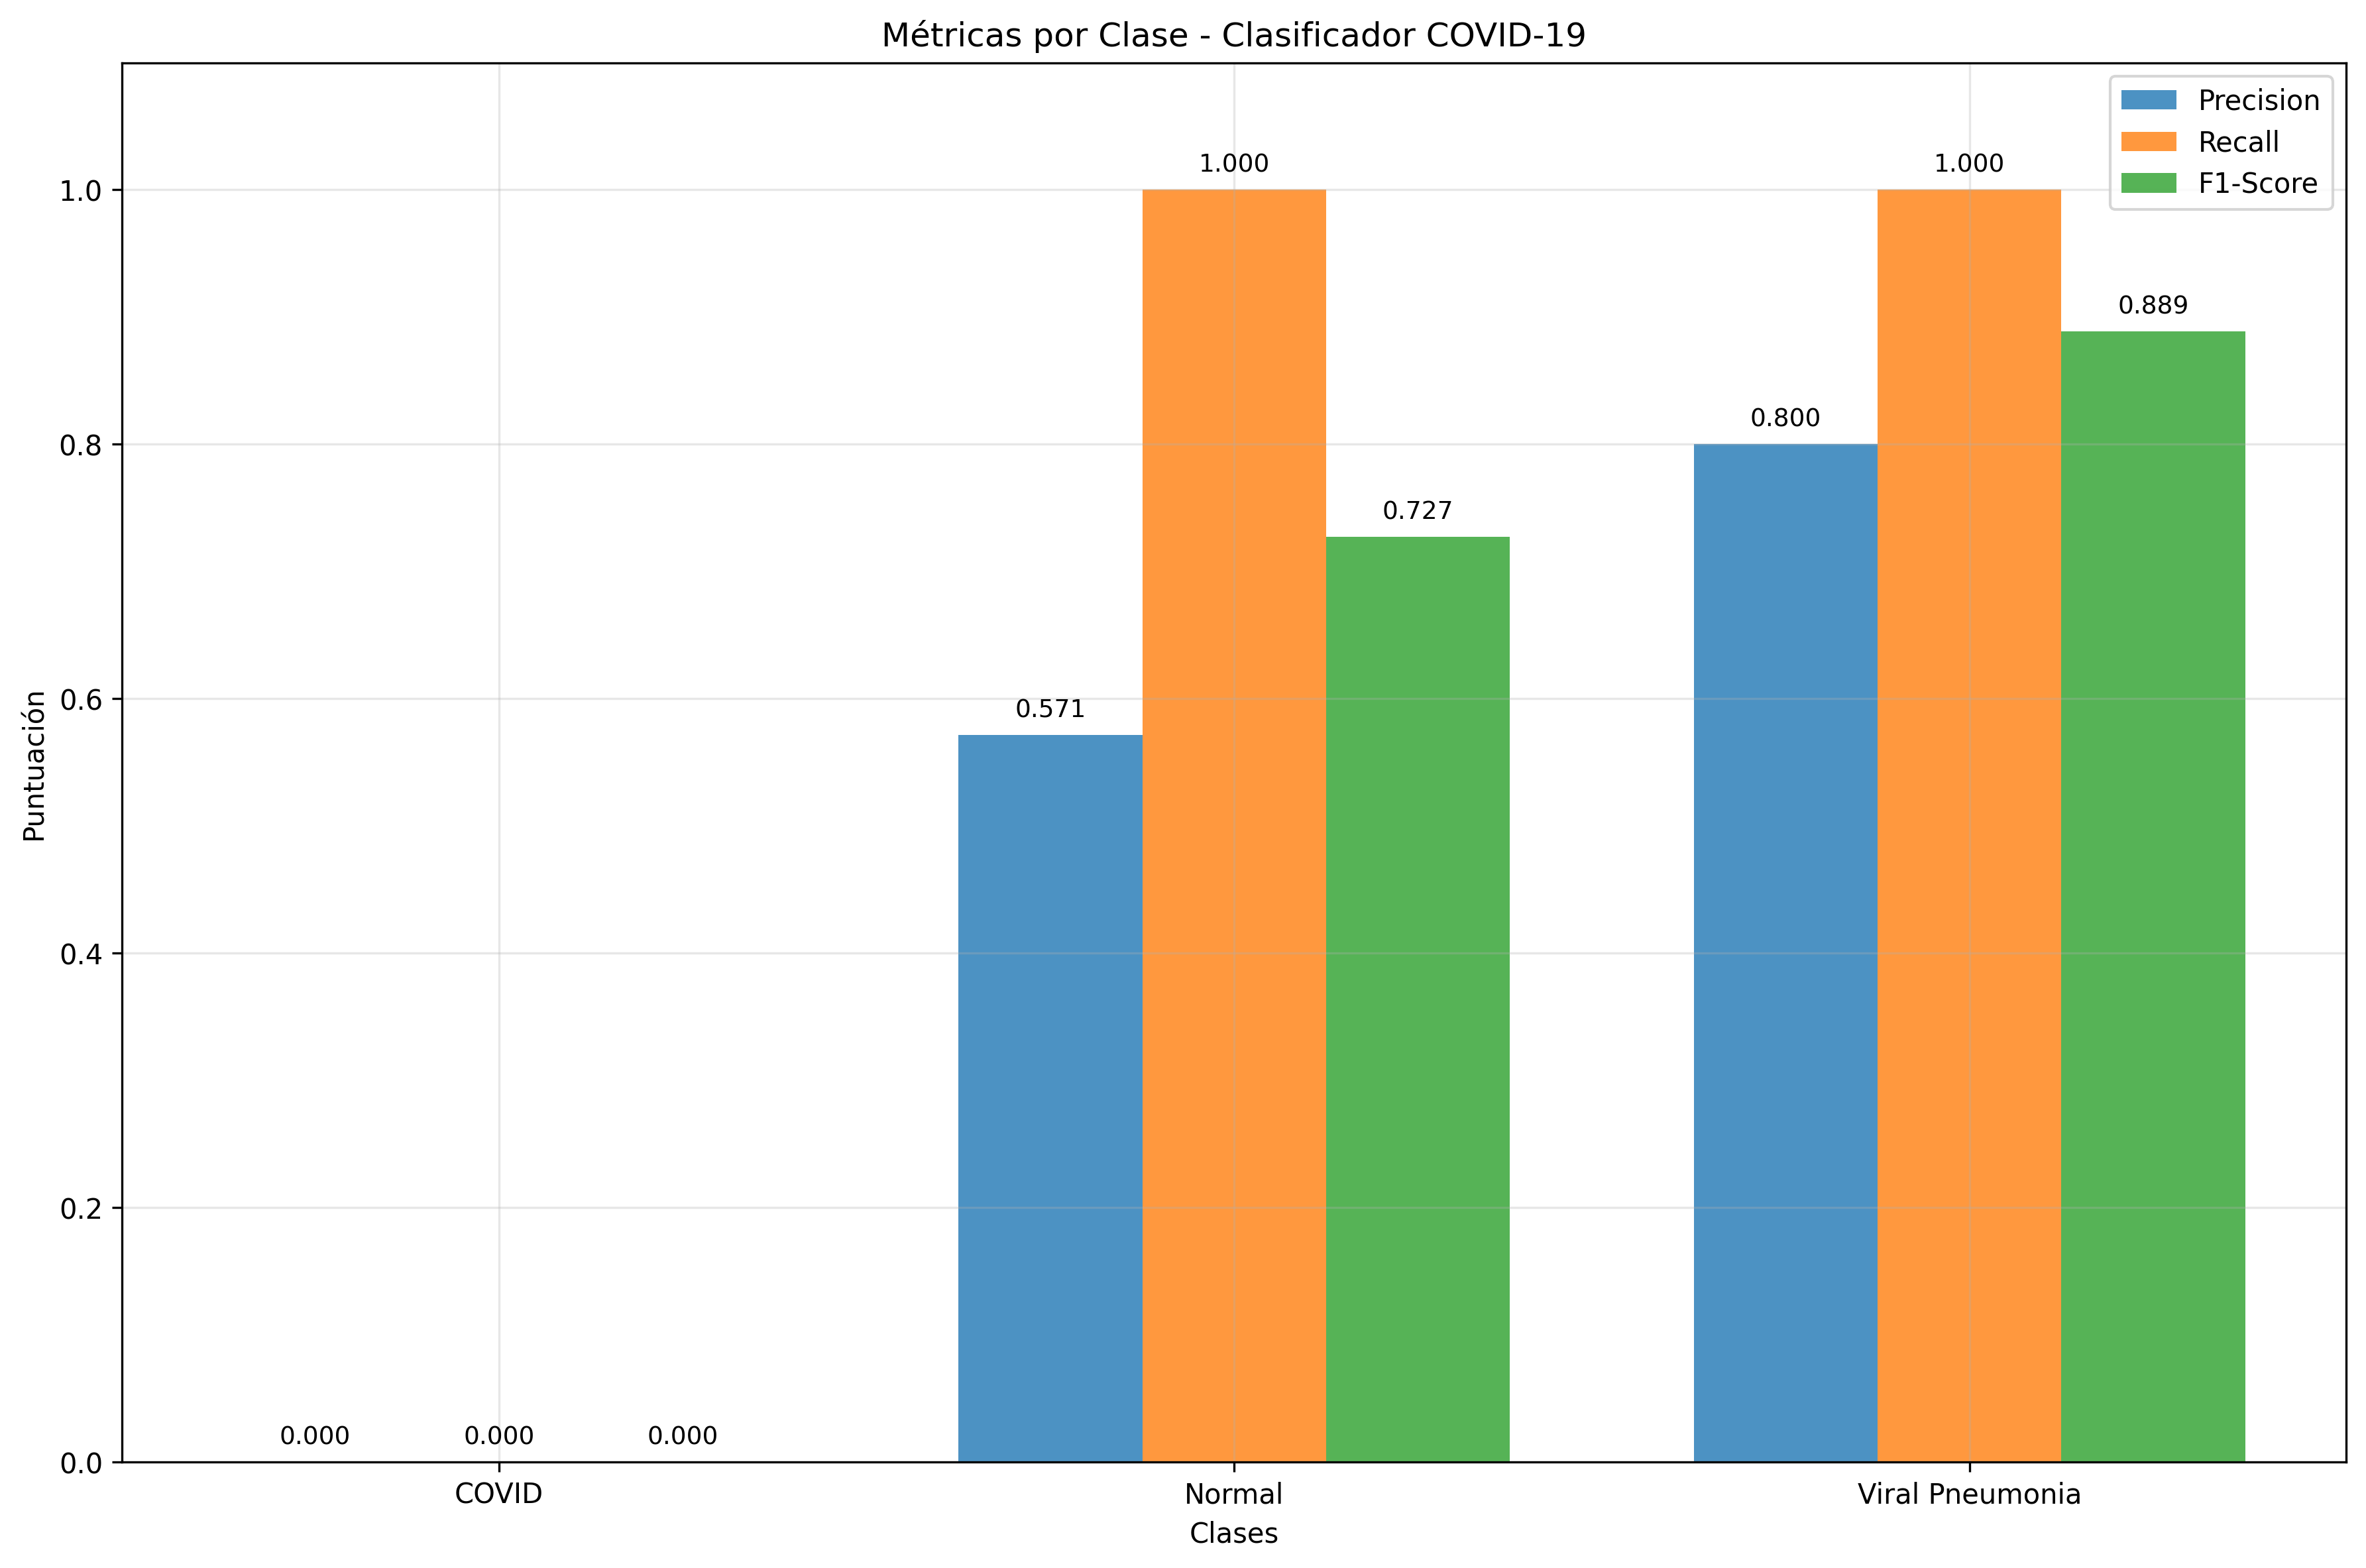 Métricas por Clase - Clasificador COVID-19
Precision
Recall
F1-Score
Puntuación
1.0
0.8
0.6
0.4
0.2
0.0
0.000
0.000
0.000
0.571
1.000
0.727
0.800
1.000
0.889
COVID
Normal
Viral Pneumonia
Clases